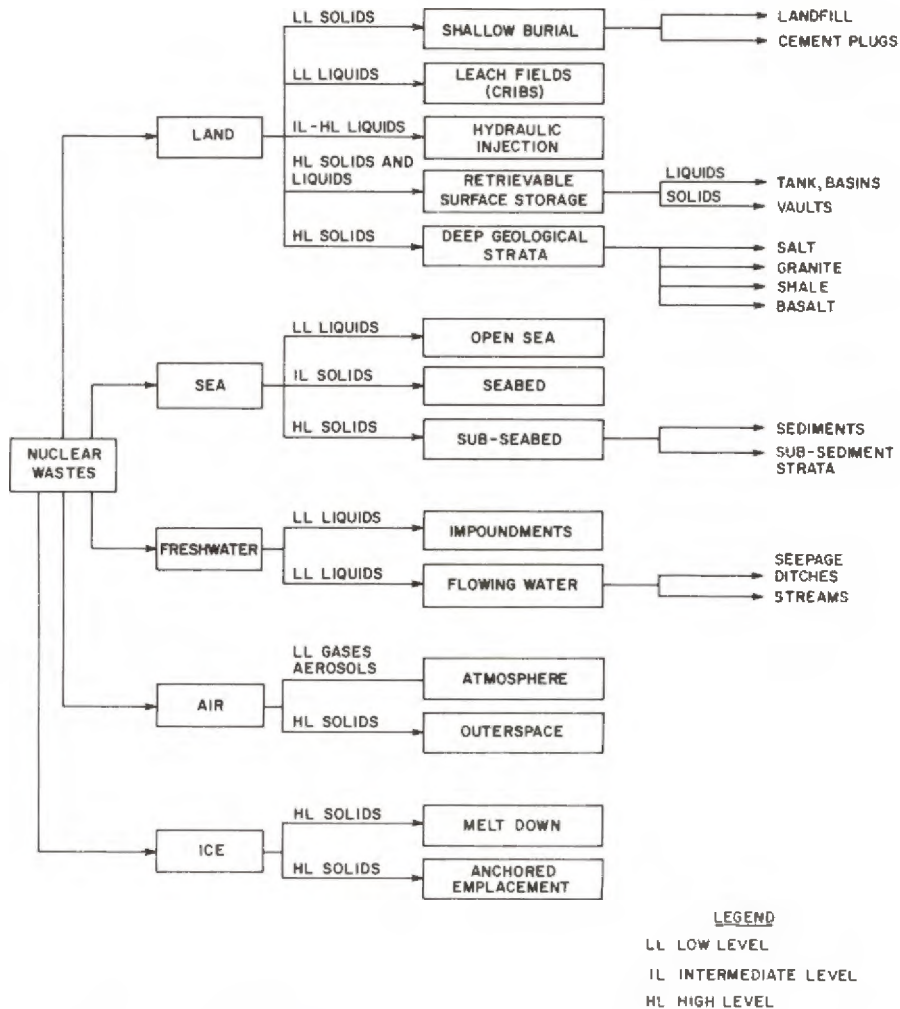 LL SOLIDS
SHALLOW BURIAL
LANDFILL
CEMENT PLUGS
LL LIQUIDS
LEACH FIELDS
(CRIBS)
LAND
IL-HL LIQUIDS
HYDRAULIC
INJECTION
HL SOLIDS AND
LIQUIDS
RETRIEVABLE
SURFACE STORAGE
LIQUIDS
TANK, BASINS
SOLIDS
VAULTS
HL SOLIDS
DEEP GEOLOGICAL
STRATA
SALT
GRANITE
SHALE
BASALT
LL LIQUIDS
OPEN SEA
SEA
IL SOLIDS
SEABED
HL SOLIDS
SUB-SEABED
SEDIMENTS
SUB-SEDIMENT
STRATA
NUCLEAR
WASTES
LL LIQUIDS
IMPOUNDMENTS
FRESHWATER
LL LIQUIDS
FLOWING WATER
SEEPAGE
DITCHES
STREAMS
LL GASES
AEROSOLS
ATMOSPHERE
AIR
HL SOLIDS
OUTERSPACE
HL SOLIDS
MELT DOWN
ICE
HL SOLIDS
ANCHORED
EMPLACEMENT
LEGEND
LL LOW LEVEL
IL INTERMEDIATE LEVEL
HL HIGH LEVEL